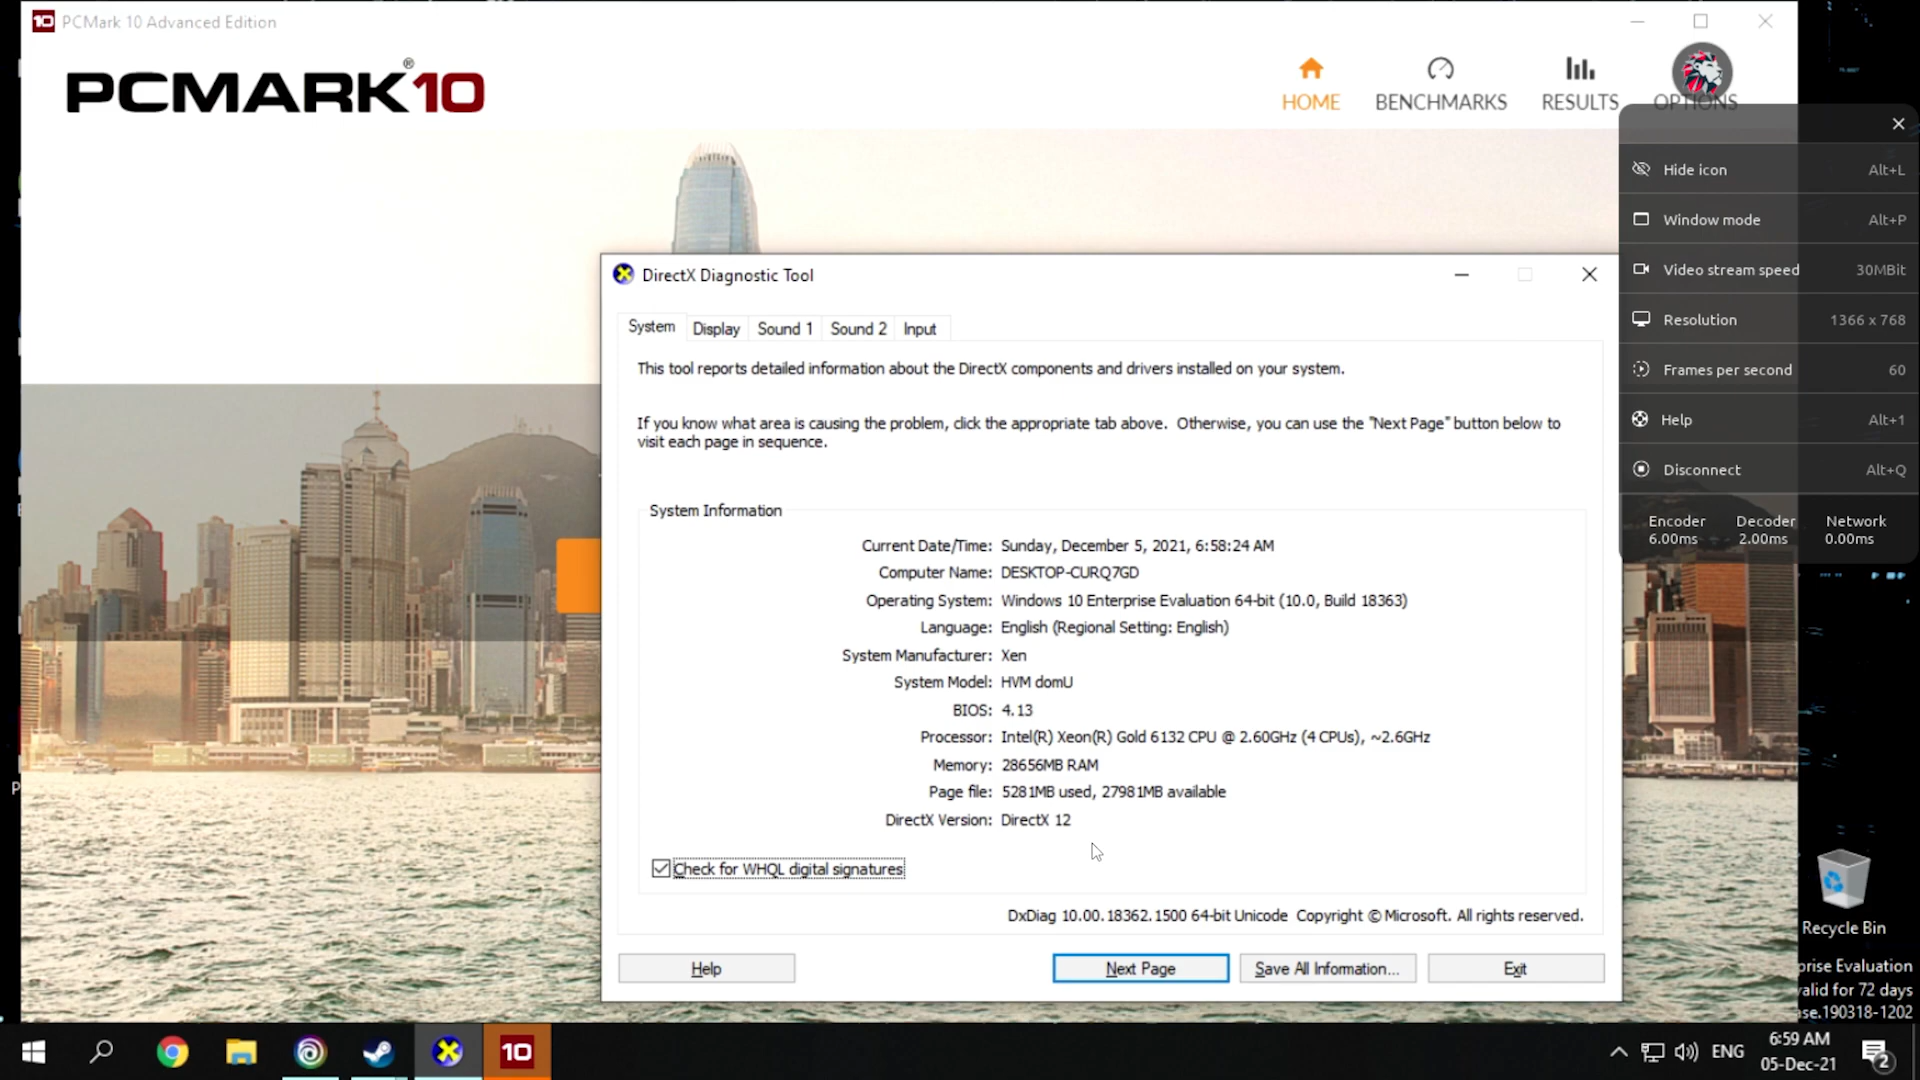 10 PCMark 10 Advanced Edition
PCMARK®10
HOME
BENCHMARKS
RESULTS
OPTIONS
Hide icon Alt+L
Window mode Alt+P
Video stream speed 30MBit
Resolution 1366 x 768
Frames per second 60
Help Alt+1
Disconnect Alt+Q
Encoder Decoder Network
6.00ms 2.00ms 0.00ms
DirectX Diagnostic Tool
System Display Sound 1 Sound 2 Input
This tool reports detailed information about the DirectX components and drivers installed on your system.
If you know what area is causing the problem, click the appropriate tab above. Otherwise, you can use the "Next Page" button below to
visit each page in sequence.
System Information
Current Date/Time: Sunday, December 5, 2021, 6:58:24 AM
Computer Name: DESKTOP-CURQ7GD
Operating System: Windows 10 Enterprise Evaluation 64-bit (10.0, Build 18363)
Language: English (Regional Setting: English)
System Manufacturer: Xen
System Model: HVM domU
BIOS: 4.13
Processor: Intel(R) Xeon(R) Gold 6132 CPU @ 2.60GHz (4 CPUs), ~2.6GHz
Memory: 28656MB RAM
Page file: 5281MB used, 27981MB available
DirectX Version: DirectX 12
Check for WHQL digital signatures
DxDiag 10.00.18362.1500 64-bit Unicode Copyright © Microsoft. All rights reserved.
Help
Next Page
Save All Information...
Exit
Recycle Bin
prise Evaluation
valid for 72 days
ase.190318-1202
10
ENG
6:59 AM
05-Dec-21
2